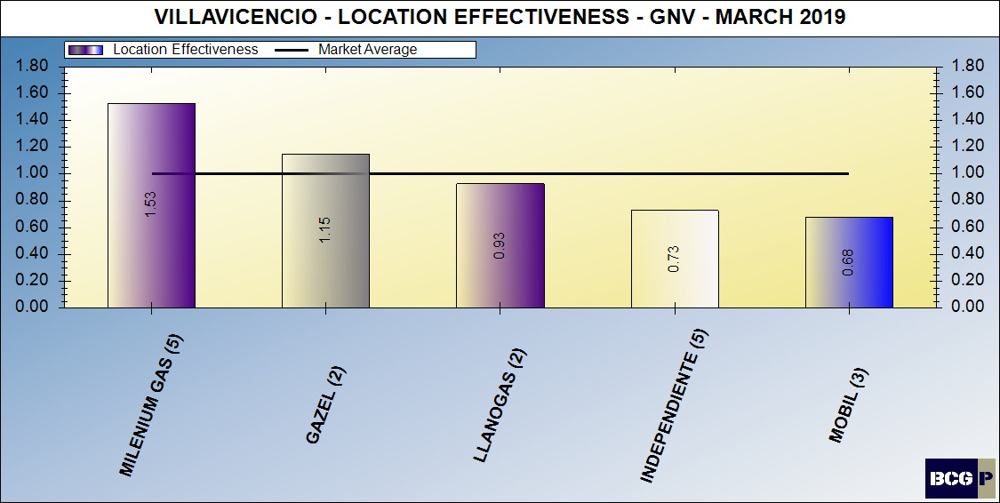 VILLAVICENCIO - LOCATION EFFECTIVENESS - GNV - MARCH 2019
Location Effectiveness Market Average
1.80 1.80
1.60 1.60
1.40 1.40
1.20 1.20
1.00 1.00
0.80 0.80
0.60 0.60
0.40 0.40
0.20 0.20
0.00 0.00
1.53
1.15
0.93
0.73
0.68
MILENIUM GAS (5)
GAZEL (2)
LLANOGAS (2)
INDEPENDIENTE (5)
MOBIL (3)
BCG P